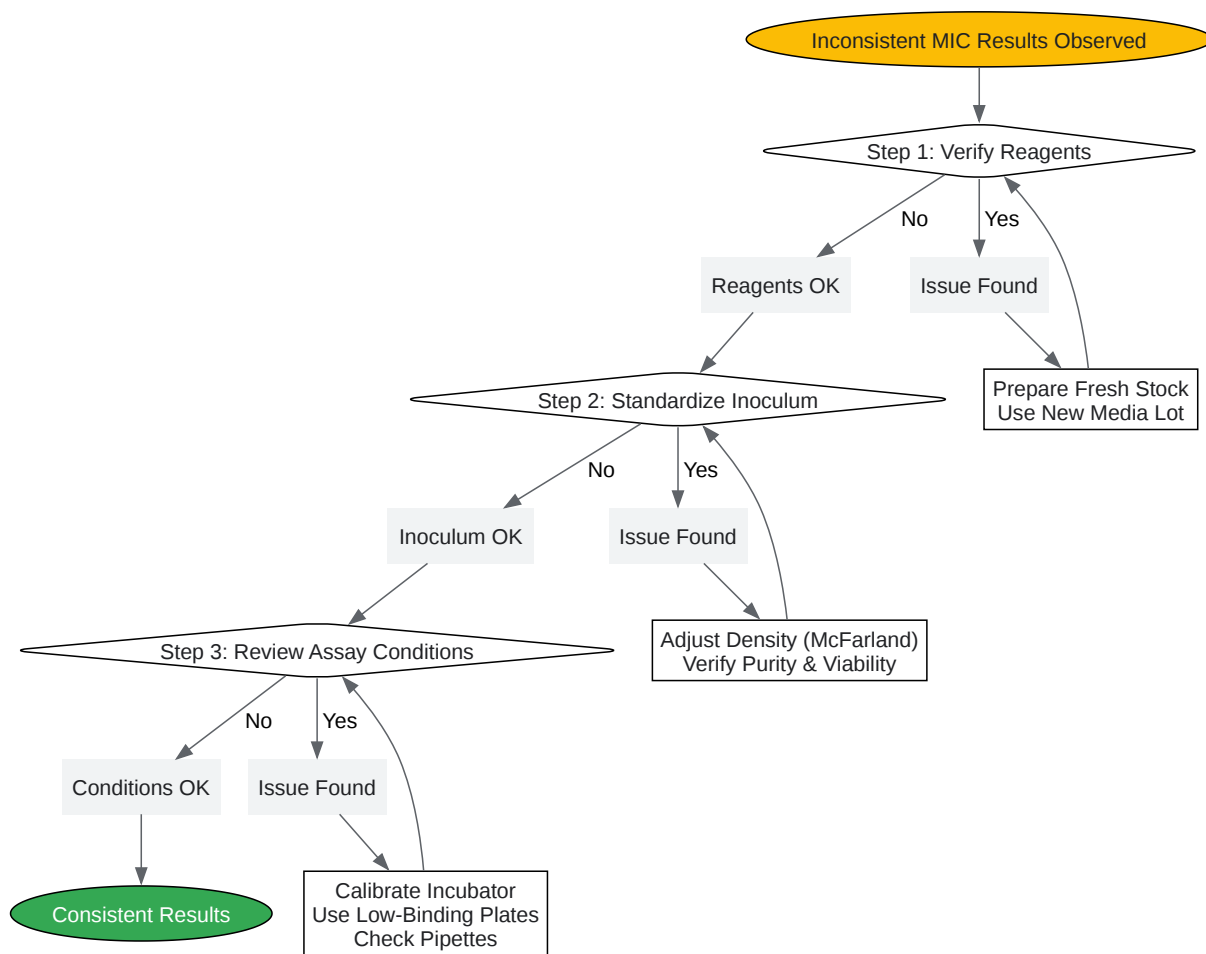 Inconsistent MIC Results Observed
Step 1: Verify Reagents
No
Yes
Reagents OK
Issue Found
Prepare Fresh Stock
Use New Media Lot
Step 2: Standardize Inoculum
No
Yes
Inoculum OK
Issue Found
Adjust Density (McFarland)
Verify Purity & Viability
Step 3: Review Assay Conditions
No
Yes
Conditions OK
Issue Found
Calibrate Incubator
Use Low-Binding Plates
Check Pipettes
Consistent Results